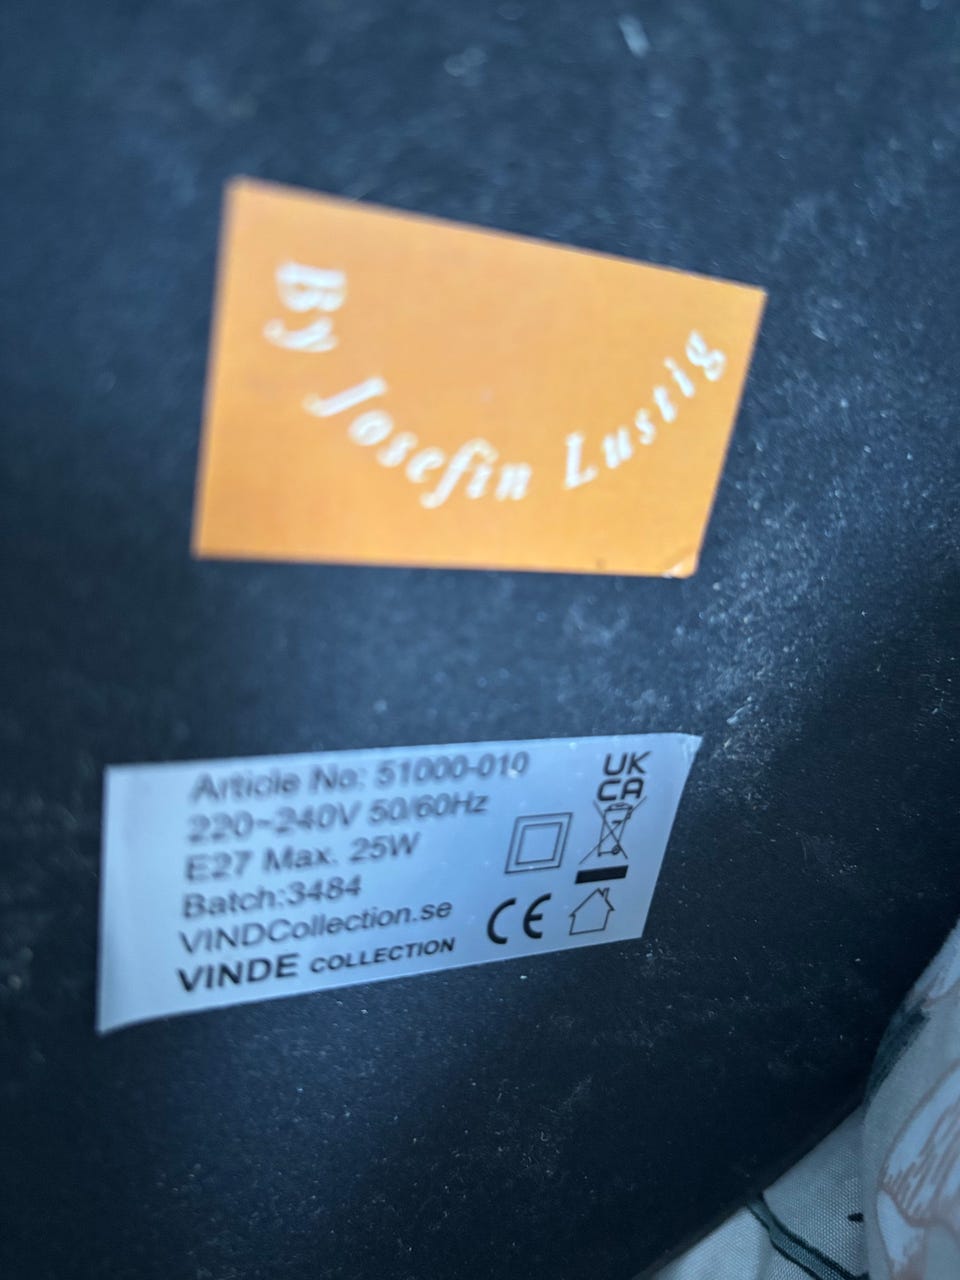 By Josefin Lustig
Article No: 51000-010
220~240V 50/60Hz
E27 Max. 25W
Batch:3484
VINDCollection.se
VINDE COLLECTION
UK
CA
CE